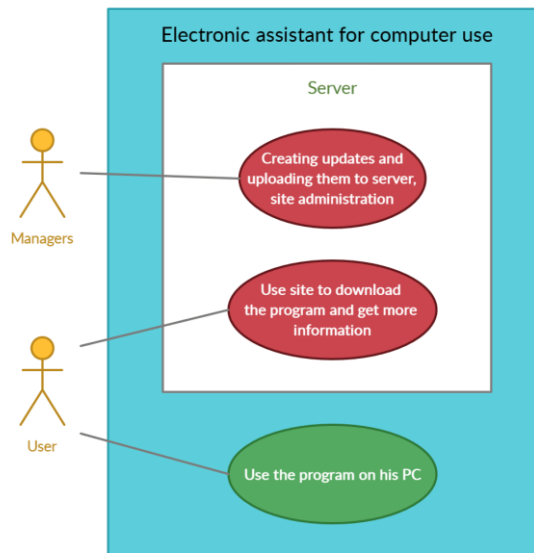 Electronic assistant for computer use
Server
Creating updates and
uploading them to server,
site administration
Managers
Use site to download
the program and get more
information
User
Use the program on his PC